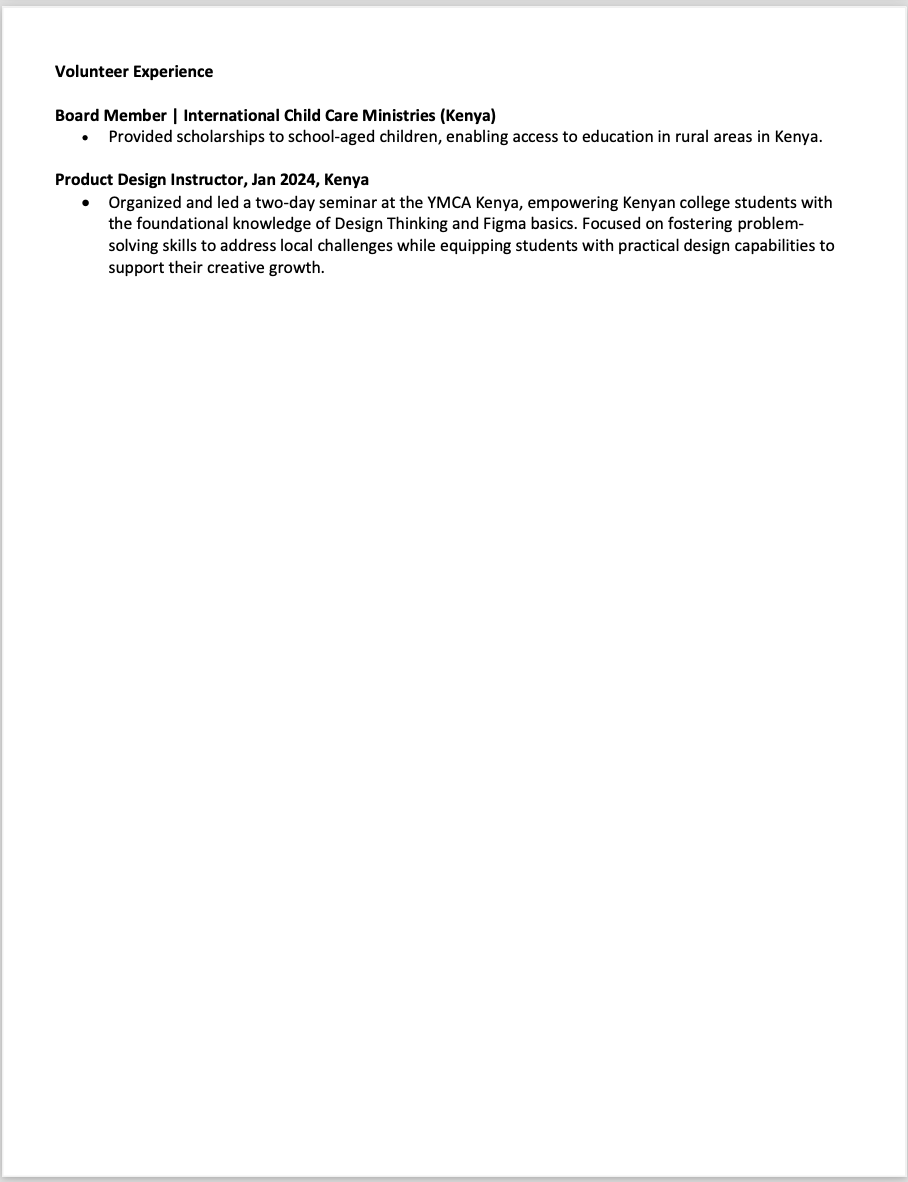 Volunteer Experience
Board Member | International Child Care Ministries (Kenya)
• Provided scholarships to school-aged children, enabling access to education in rural areas in Kenya.
Product Design Instructor, Jan 2024, Kenya
• Organized and led a two-day seminar at the YMCA Kenya, empowering Kenyan college students with
the foundational knowledge of Design Thinking and Figma basics. Focused on fostering problem-
solving skills to address local challenges while equipping students with practical design capabilities to
support their creative growth.